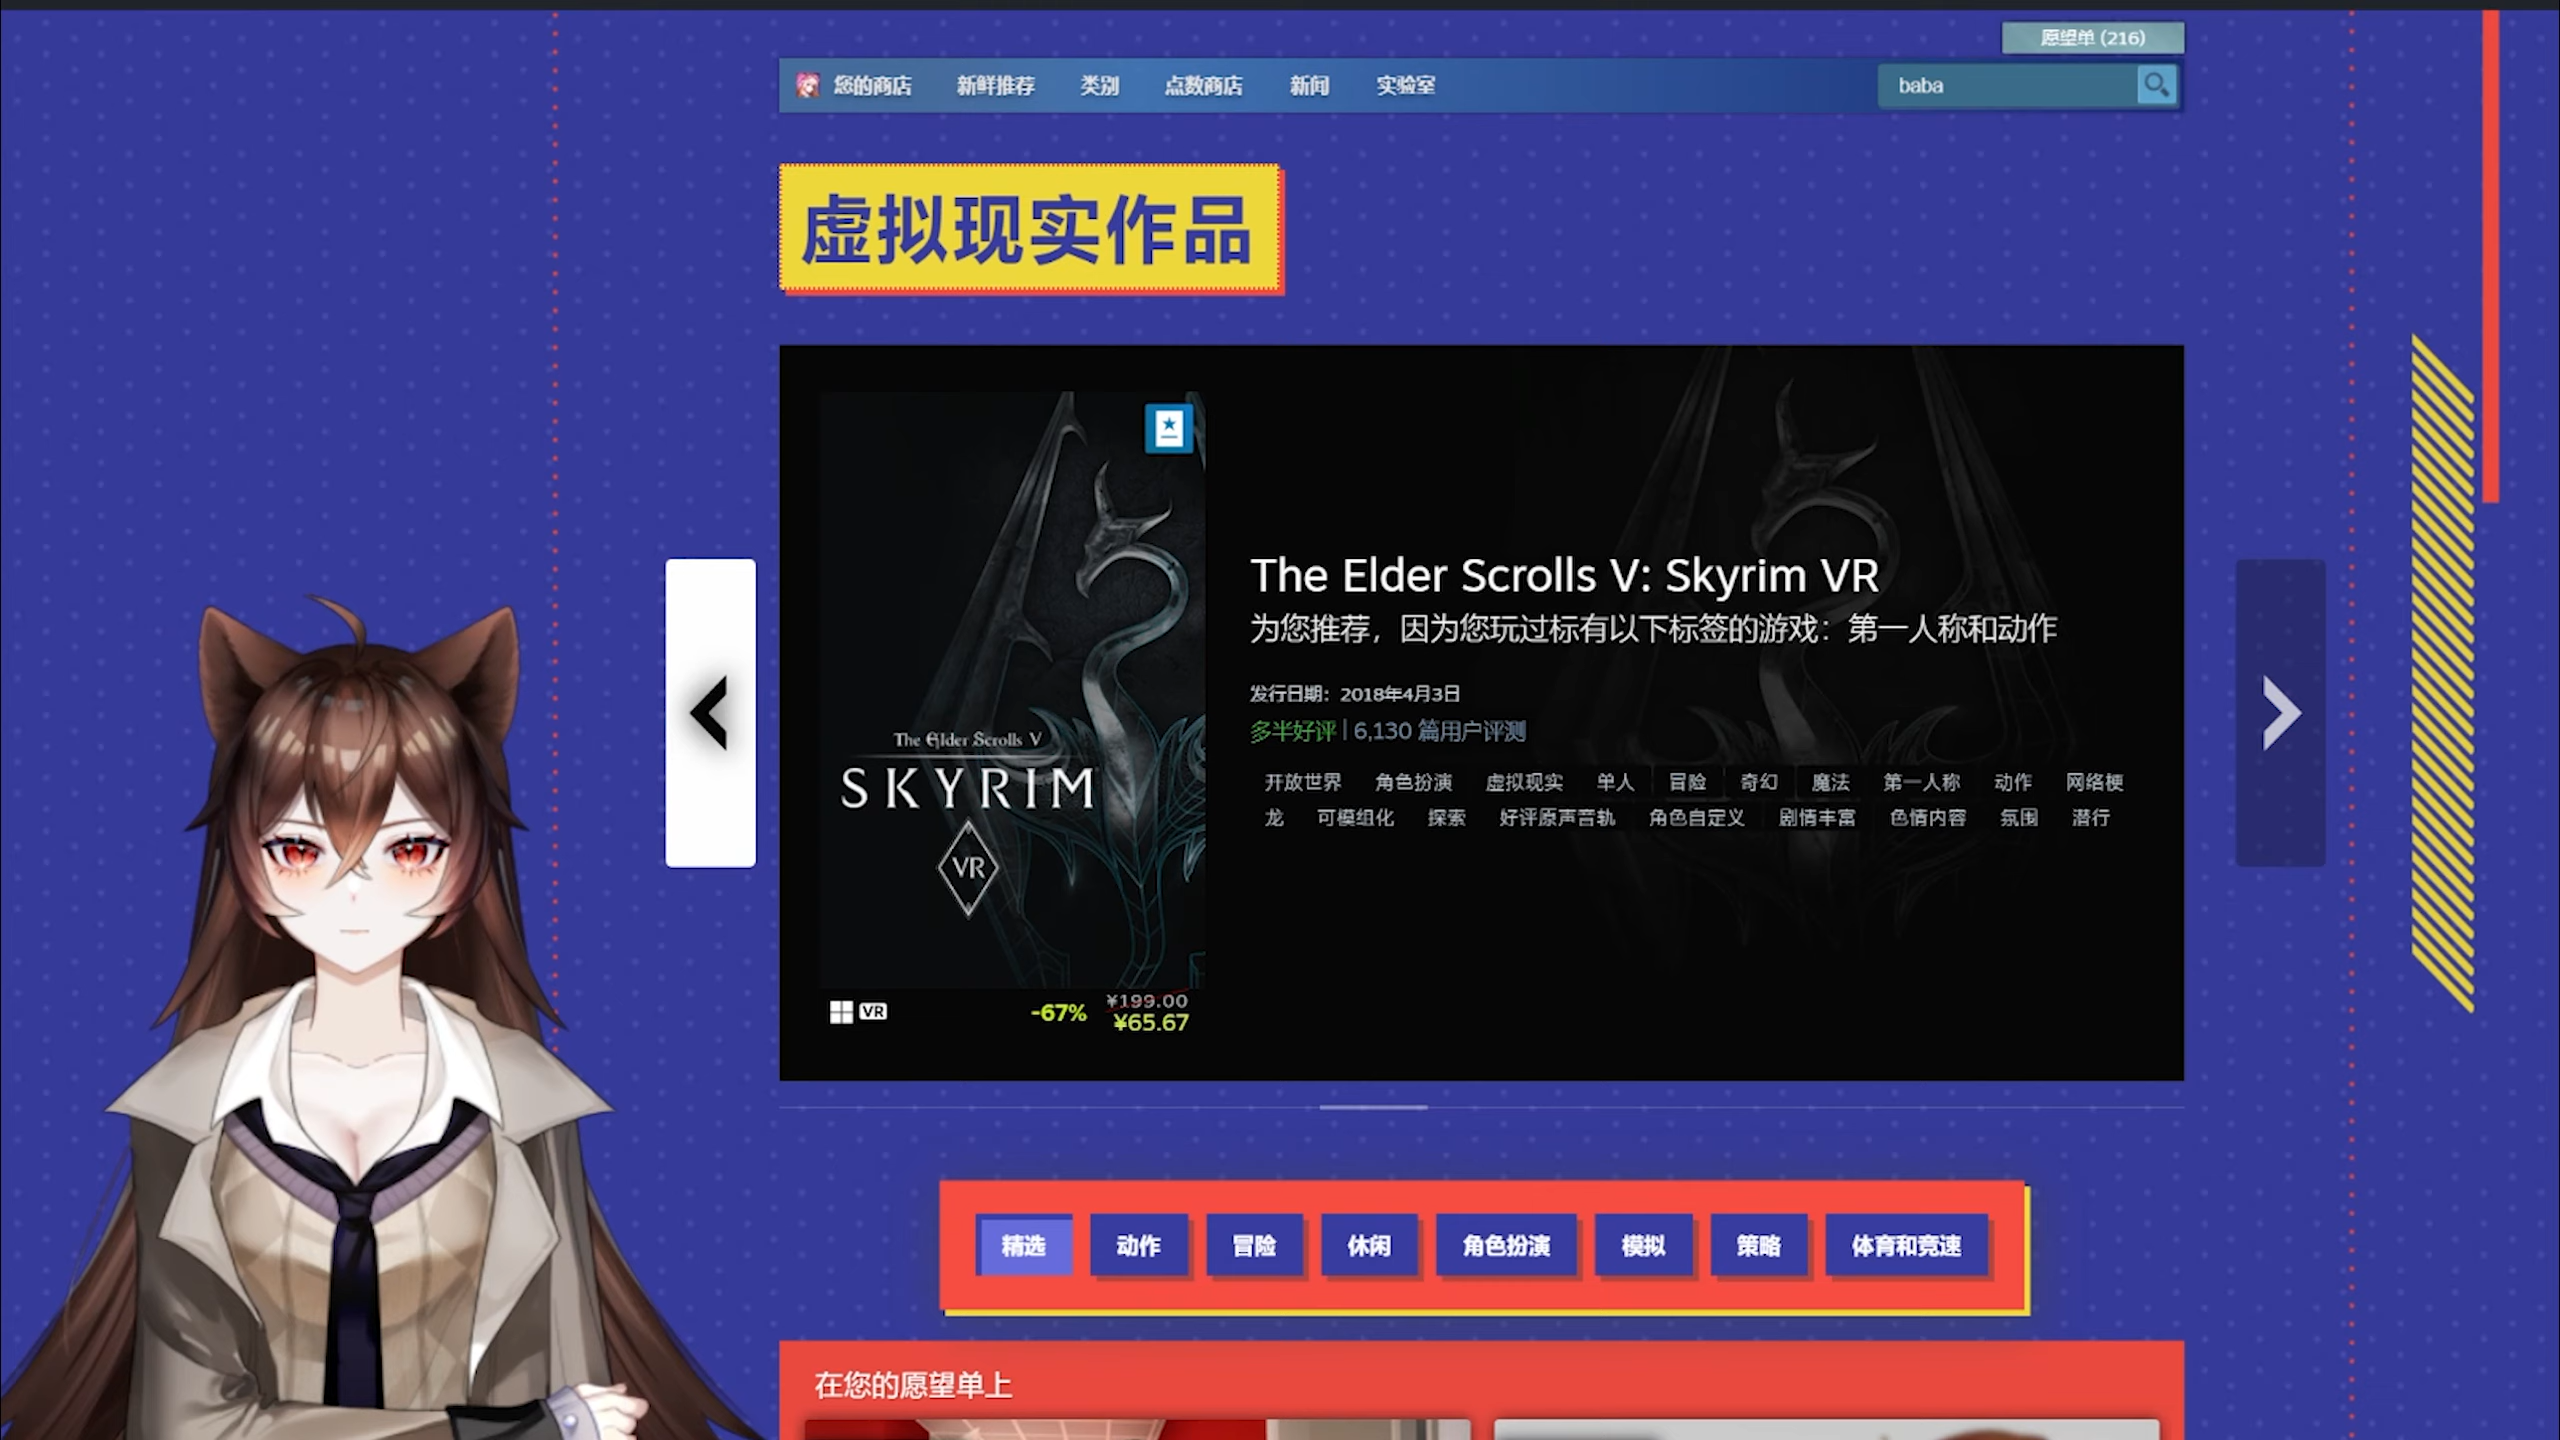 愿望单 (216)
您的商店 新鲜推荐 类别 点数商店 新闻 实验室 baba
虚拟现实作品
The Elder Scrolls V
SKYRIM
VR
VR
-67%
¥199.00
¥65.67
The Elder Scrolls V: Skyrim VR
为您推荐，因为您玩过标有以下标签的游戏：第一人称和动作
发行日期：2018年4月3日
多半好评 | 6,130 篇用户评测
开放世界 角色扮演 虚拟现实 单人 冒险 奇幻 魔法 第一人称 动作 网络梗
龙 可模组化 探索 好评原声音轨 角色自定义 剧情丰富 色情内容 氛围 潜行
精选 动作 冒险 休闲 角色扮演 模拟 策略 体育和竞速
在您的愿望单上